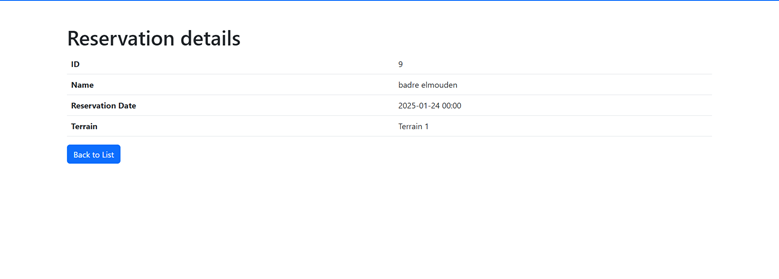 Reservation details
ID 9
Name badre elmouden
Reservation Date 2025-01-24 00:00
Terrain Terrain 1
Back to List